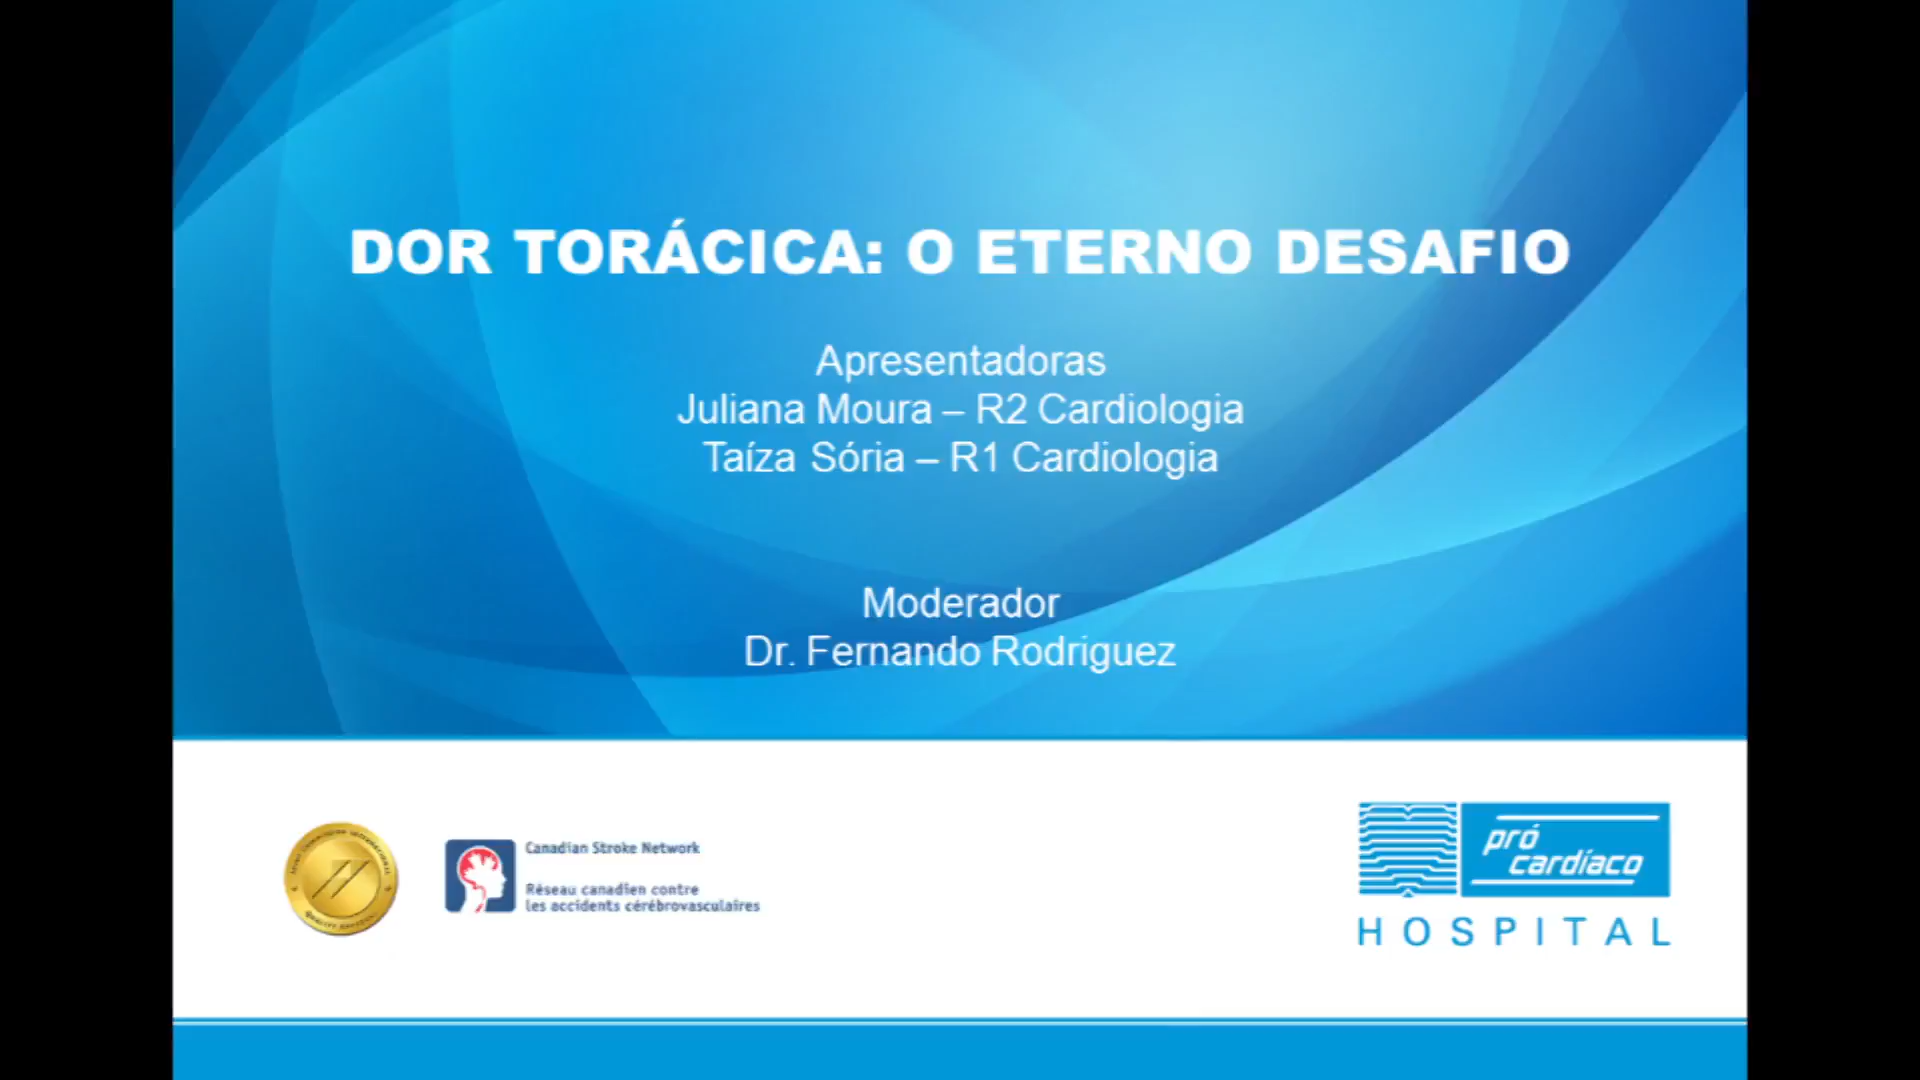 DOR TORÁCICA: O ETERNO DESAFIO
Apresentadoras
Juliana Moura – R2 Cardiologia
Taíza Sória – R1 Cardiologia
Moderador
Dr. Fernando Rodriguez
Canadian Stroke Network
Réseau canadien contre
les accidents cérébrovasculaires
pró
cardíaco
HOSPITAL